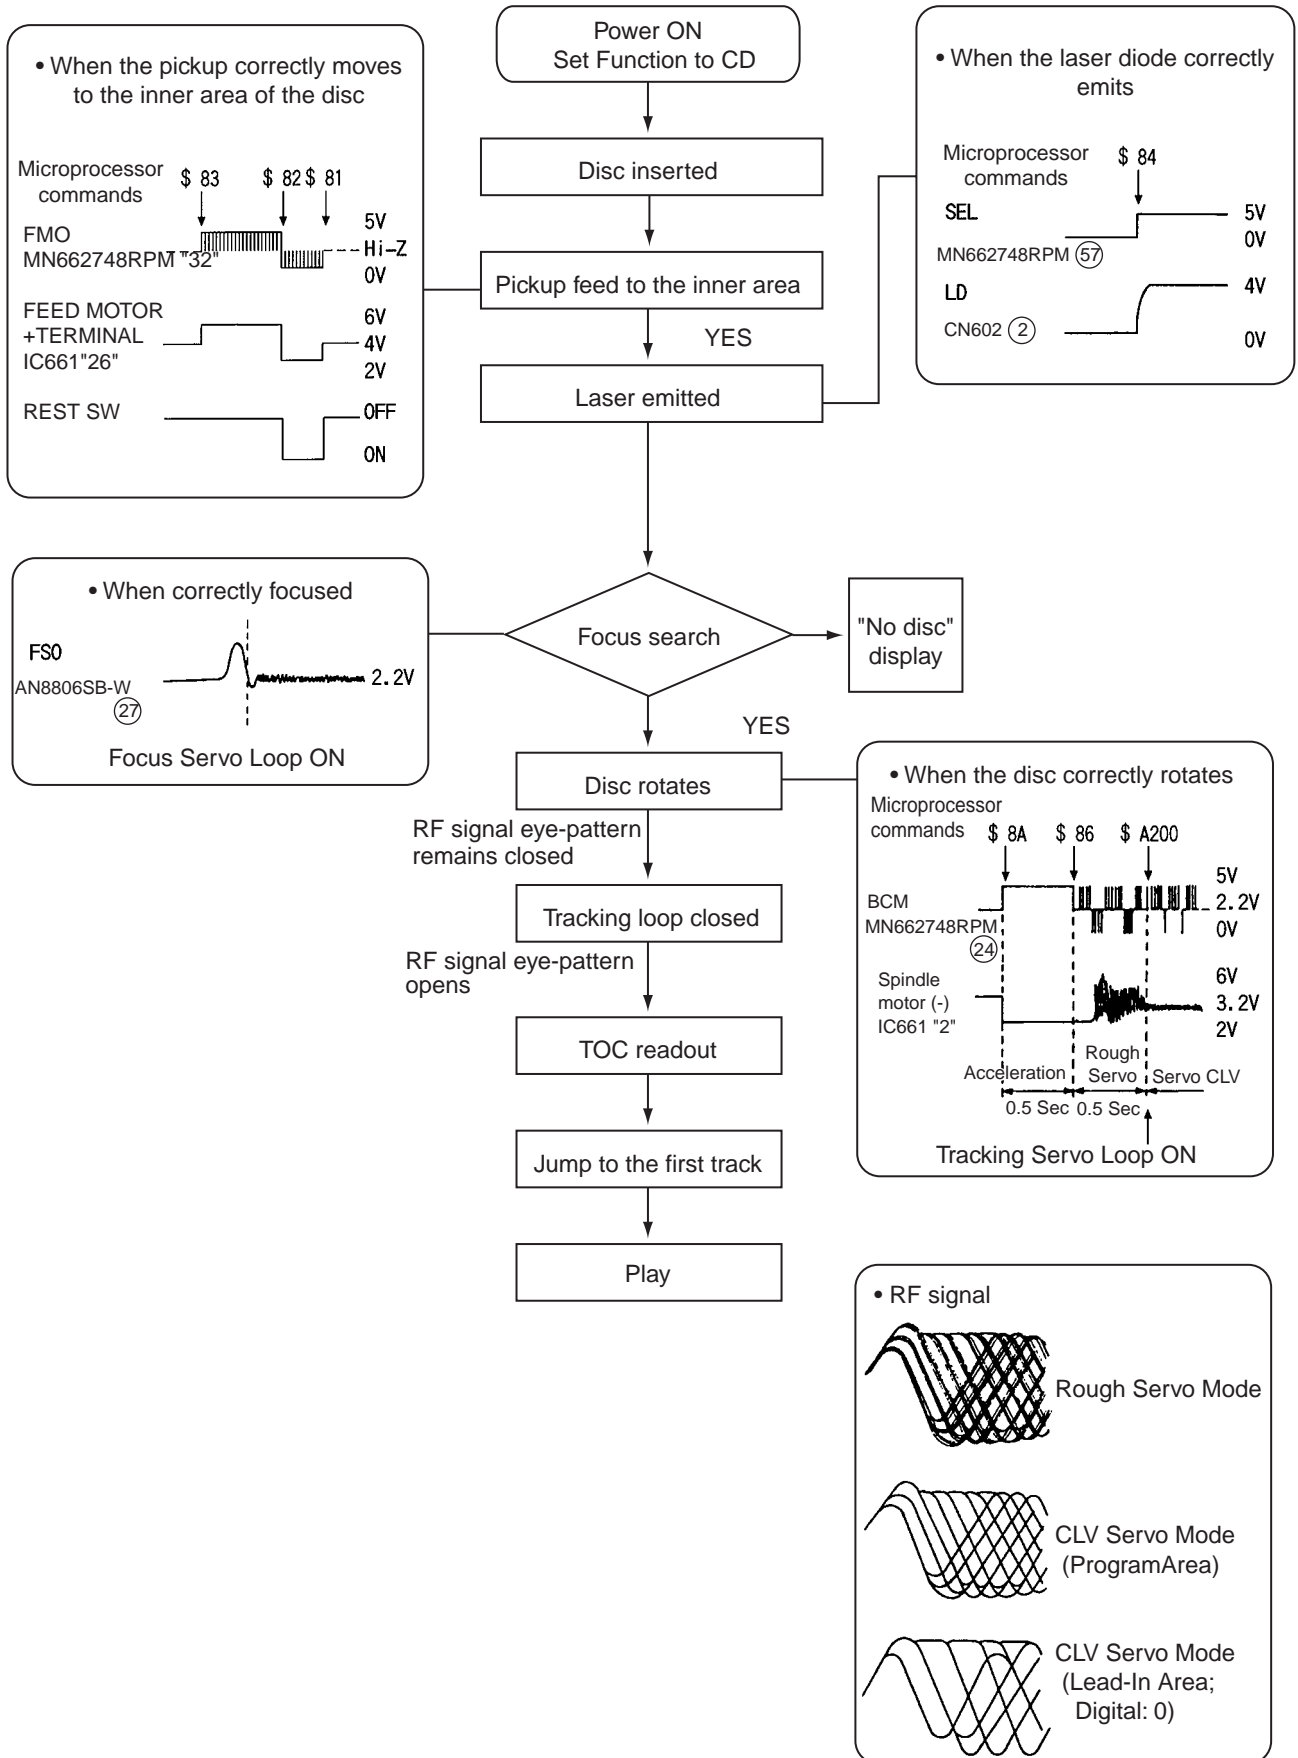 Power ON
Set Function to CD
• When the pickup correctly moves
to the inner area of the disc
Microprocessor
commands
$ 83 $ 82 $ 81
FMO
MN662748RPM "32"
5V
Hi-Z
0V
FEED MOTOR
+TERMINAL
IC661"26"
6V
4V
2V
REST SW
OFF
ON
Disc inserted
Pickup feed to the inner area
YES
Laser emitted
• When the laser diode correctly
emits
Microprocessor
commands
$ 84
SEL
MN662748RPM 57
5V
0V
LD
CN602 2
4V
0V
• When correctly focused
FSO
AN8806SB-W
27
2.2V
Focus Servo Loop ON
Focus search
"No disc"
display
YES
Disc rotates
RF signal eye-pattern
remains closed
Tracking loop closed
RF signal eye-pattern
opens
TOC readout
Jump to the first track
Play
• When the disc correctly rotates
Microprocessor
commands $ 8A $ 86 $ A200
BCM
MN662748RPM
24
5V
2.2V
0V
Spindle
motor (-)
IC661 "2"
6V
3.2V
2V
Acceleration
Rough
Servo
Servo CLV
0.5 Sec 0.5 Sec
Tracking Servo Loop ON
• RF signal
Rough Servo Mode
CLV Servo Mode
(ProgramArea)
CLV Servo Mode
(Lead-In Area;
Digital: 0)